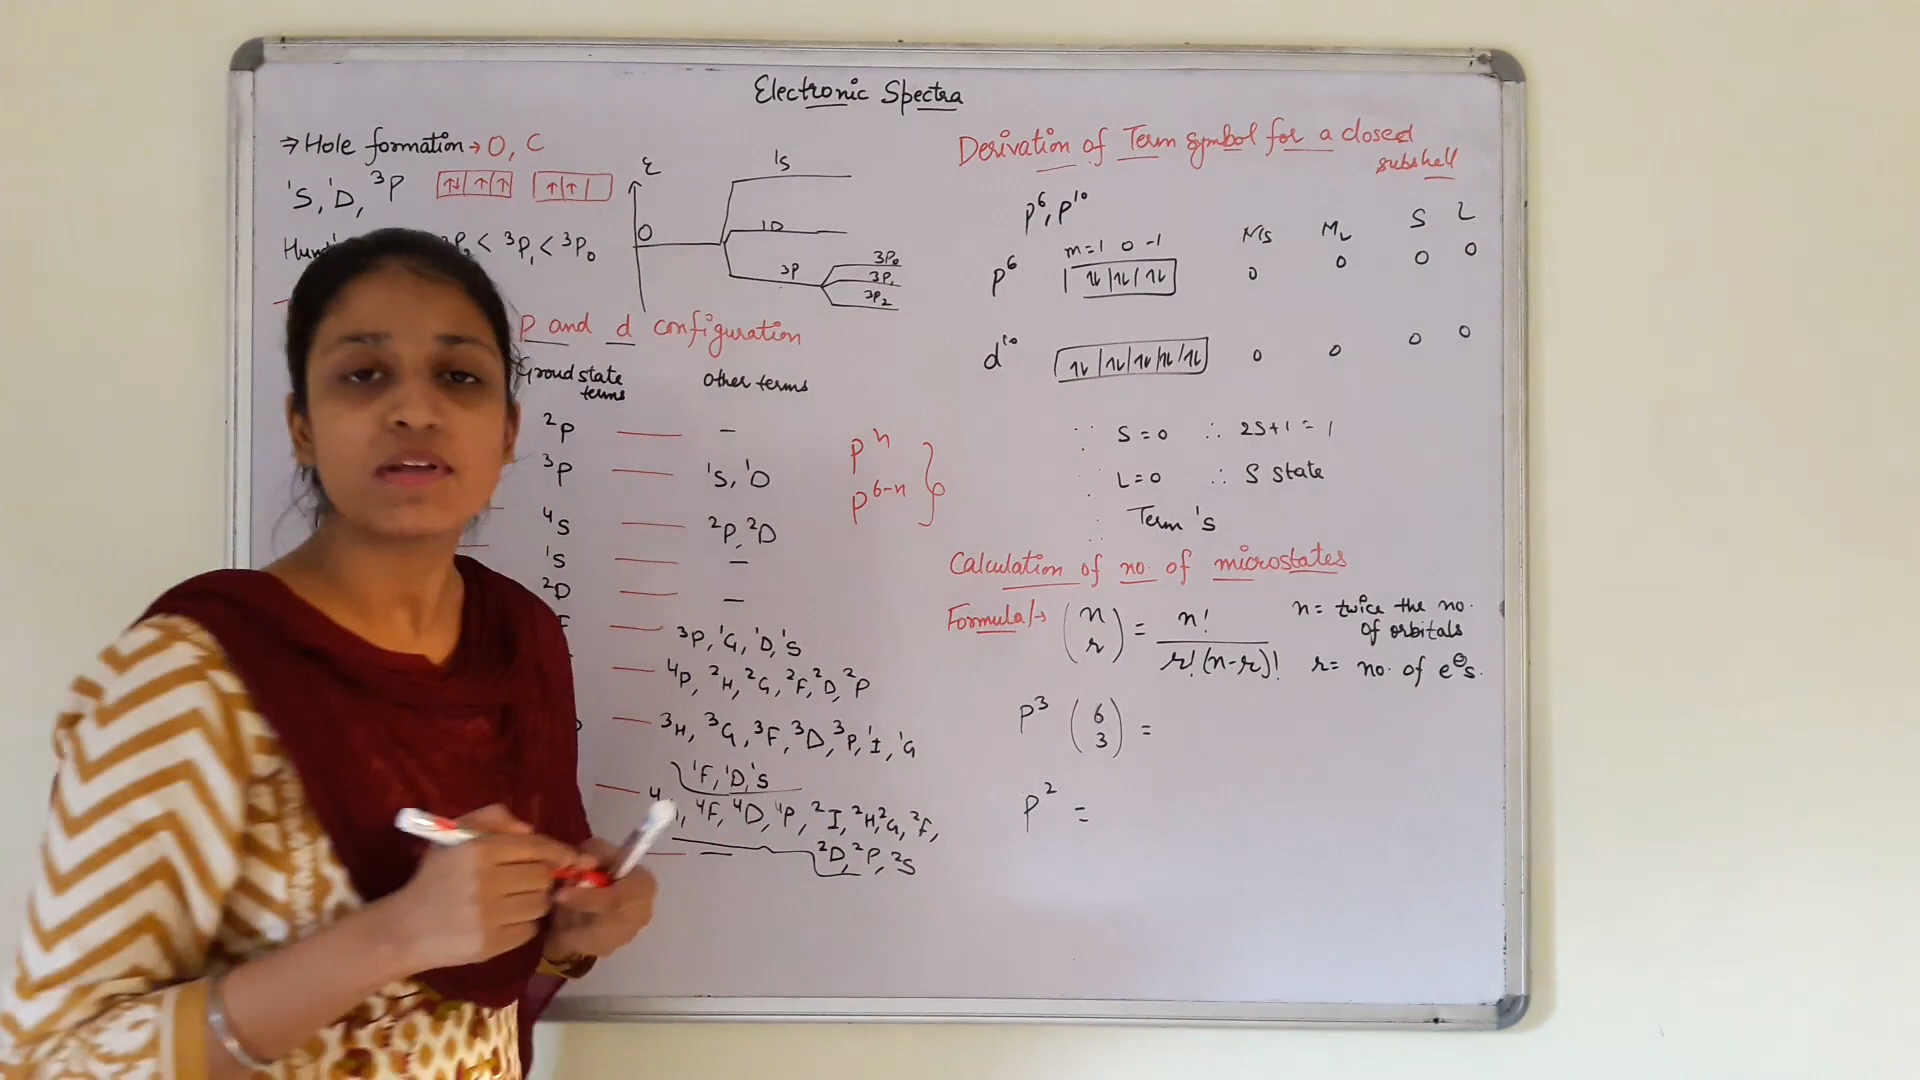 Electronic Spectra
⇒ Hole formation → O, C
¹S, ¹D, ³P
³P₁ < ³P₀
ε
O
¹S
¹D
³P
3P₀
3P₁
³P₂
P and d configuration
Groud state terms
Other terms
²P —
³P ¹S, ¹D
⁴S ²P, ²D
¹S —
²D —
³P, ¹G, ¹D, ¹S
⁴P, ²H, ²G, ²F, ²D, ²P
³H, ³G, ³F, ³D, ³P, ¹I, ¹G
¹F, ¹D, ¹S
⁴F, ⁴D, ⁴P, ²I, ²H, ²G, ²F,
²D, ²P, ²S
—
pⁿ
p⁶⁻ⁿ
Derivation of Term symbol for a closed
subshell
p⁶, p¹⁰
m=1 0 -1
Ms ML S L
p⁶ ↿⇂|↿⇂|↿⇂ 0 0 0 0
d¹⁰ ↿⇂|↿⇂|↿⇂|↿⇂|↿⇂ 0 0 0 0
∵ S = 0 ∴ 2S+1 = 1
L = 0 ∴ S state
∴ Term ¹S
Calculation of no. of microstates
Formula:→ (n r) = n! / r!(n-r)!
n = twice the no.
of orbitals
r = no. of e⊖s.
p³ (6 3) =
p² =